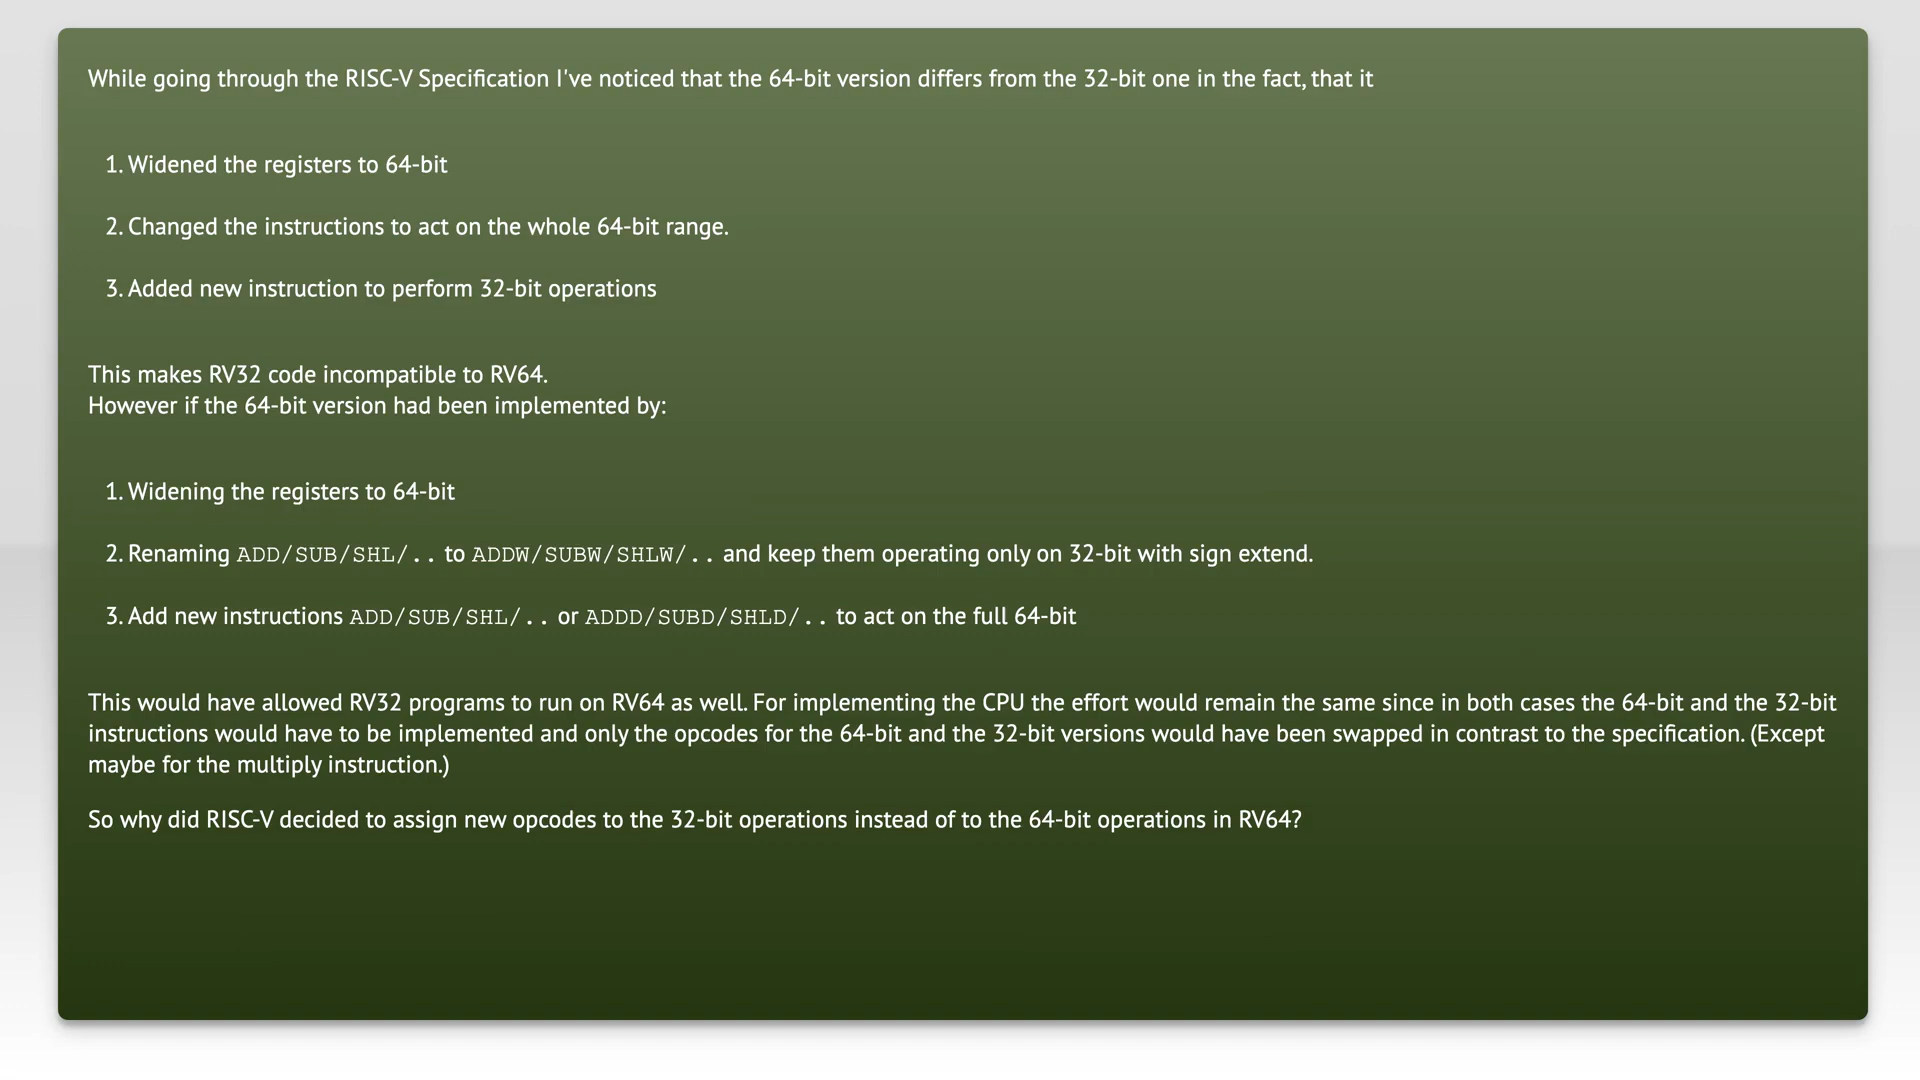 While going through the RISC-V Specification I've noticed that the 64-bit version differs from the 32-bit one in the fact, that it
1. Widened the registers to 64-bit
2. Changed the instructions to act on the whole 64-bit range.
3. Added new instruction to perform 32-bit operations
This makes RV32 code incompatible to RV64.
However if the 64-bit version had been implemented by:
1. Widening the registers to 64-bit
2. Renaming ADD/SUB/SHL/.. to ADDW/SUBW/SHLW/.. and keep them operating only on 32-bit with sign extend.
3. Add new instructions ADD/SUB/SHL/.. or ADDD/SUBD/SHLD/.. to act on the full 64-bit
This would have allowed RV32 programs to run on RV64 as well. For implementing the CPU the effort would remain the same since in both cases the 64-bit and the 32-bit
instructions would have to be implemented and only the opcodes for the 64-bit and the 32-bit versions would have been swapped in contrast to the specification. (Except
maybe for the multiply instruction.)
So why did RISC-V decided to assign new opcodes to the 32-bit operations instead of to the 64-bit operations in RV64?